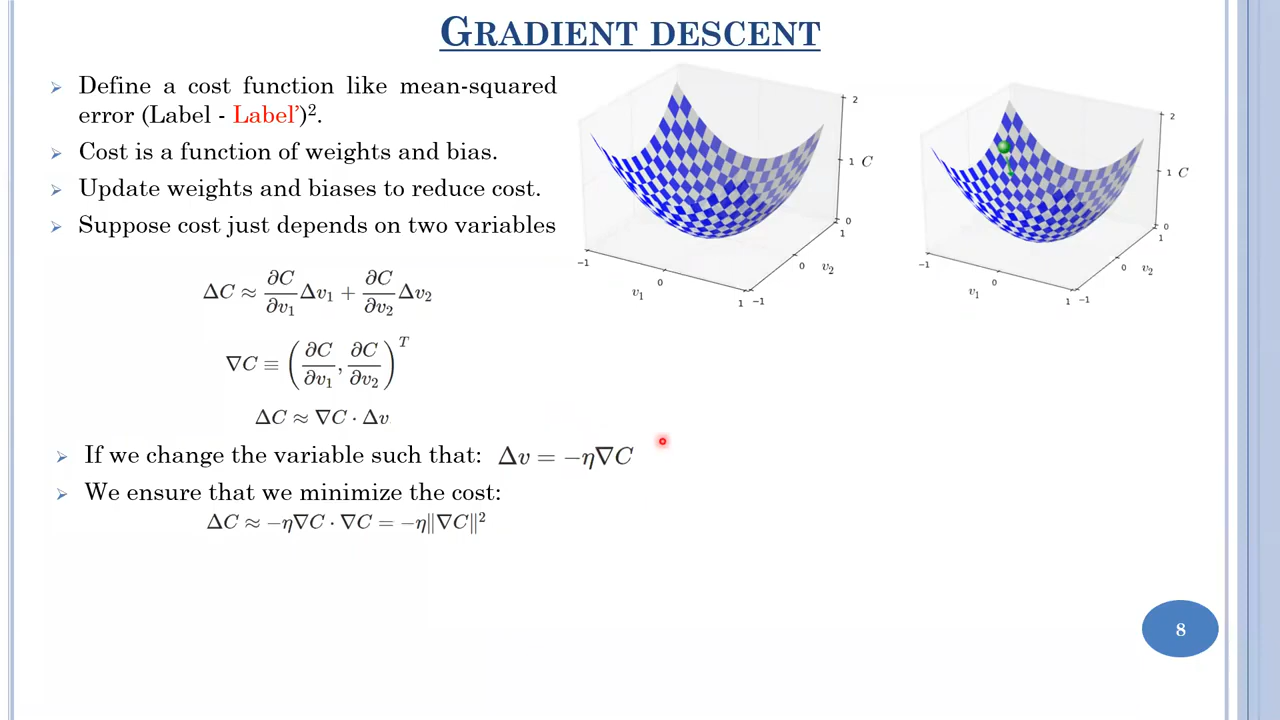 GRADIENT DESCENT
➢ Define a cost function like mean-squared
error (Label - Label’)².
➢ Cost is a function of weights and bias.
➢ Update weights and biases to reduce cost.
➢ Suppose cost just depends on two variables
ΔC ≈ ∂C/∂v₁ Δv₁ + ∂C/∂v₂ Δv₂
∇C ≡ (∂C/∂v₁, ∂C/∂v₂)ᵀ
ΔC ≈ ∇C · Δv
➢ If we change the variable such that: Δv = −η∇C
➢ We ensure that we minimize the cost:
ΔC ≈ −η∇C · ∇C = −η‖∇C‖²
2
1 C
0
1
0 v₂
−1
−1
0
1
v₁
2
1 C
0
1
0 v₂
−1
−1
0
1
v₁
8